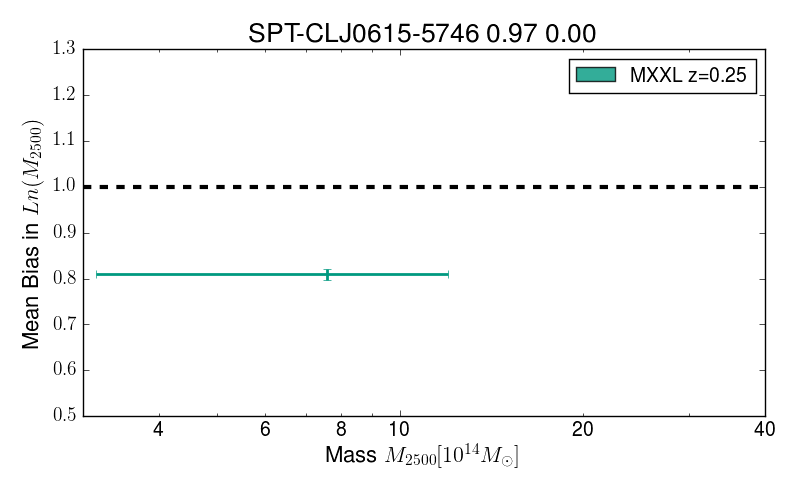 SPT-CLJ0615-5746 0.97 0.00
1.3
1.2
1.1
1.0
0.9
0.8
0.7
0.6
0.5
Mean Bias in Ln(M₂₅₀₀)
MXXL z=0.25
4 6 8 10 20 40
Mass M₂₅₀₀[10¹⁴M☉]